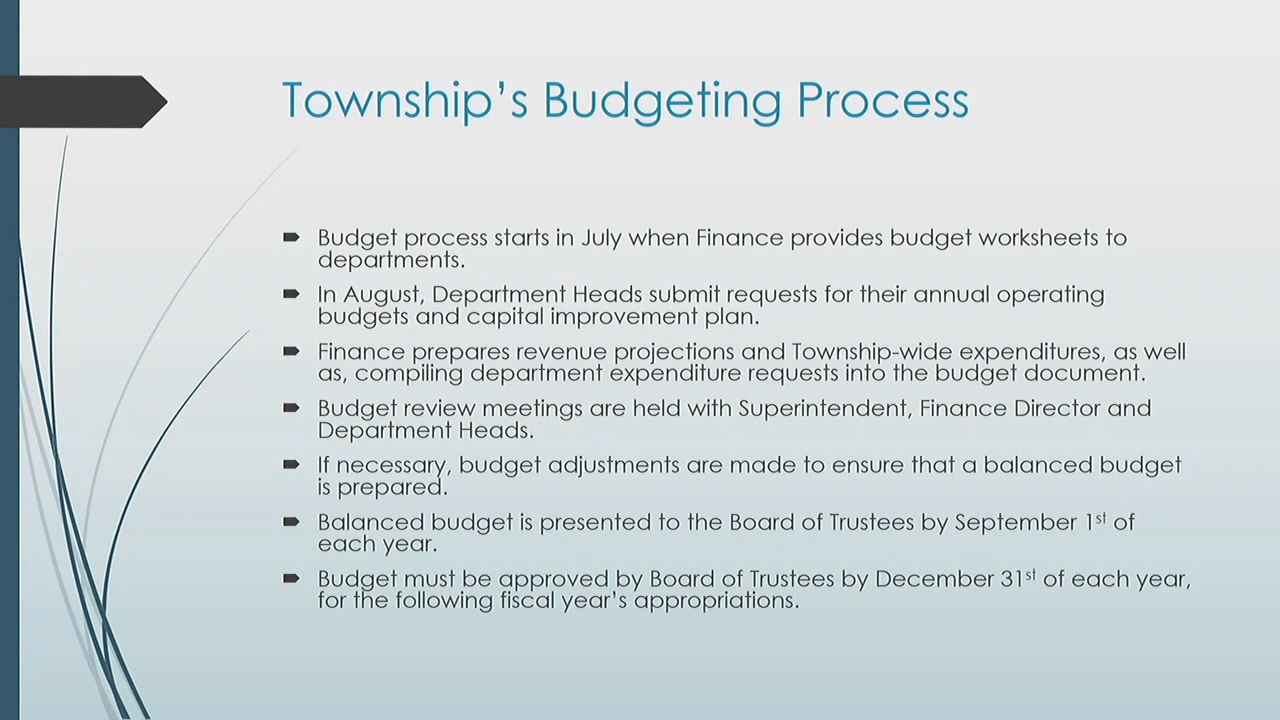 Township’s Budgeting Process
Budget process starts in July when Finance provides budget worksheets to
departments.
In August, Department Heads submit requests for their annual operating
budgets and capital improvement plan.
Finance prepares revenue projections and Township-wide expenditures, as well
as, compiling department expenditure requests into the budget document.
Budget review meetings are held with Superintendent, Finance Director and
Department Heads.
If necessary, budget adjustments are made to ensure that a balanced budget
is prepared.
Balanced budget is presented to the Board of Trustees by September 1st of
each year.
Budget must be approved by Board of Trustees by December 31st of each year,
for the following fiscal year’s appropriations.